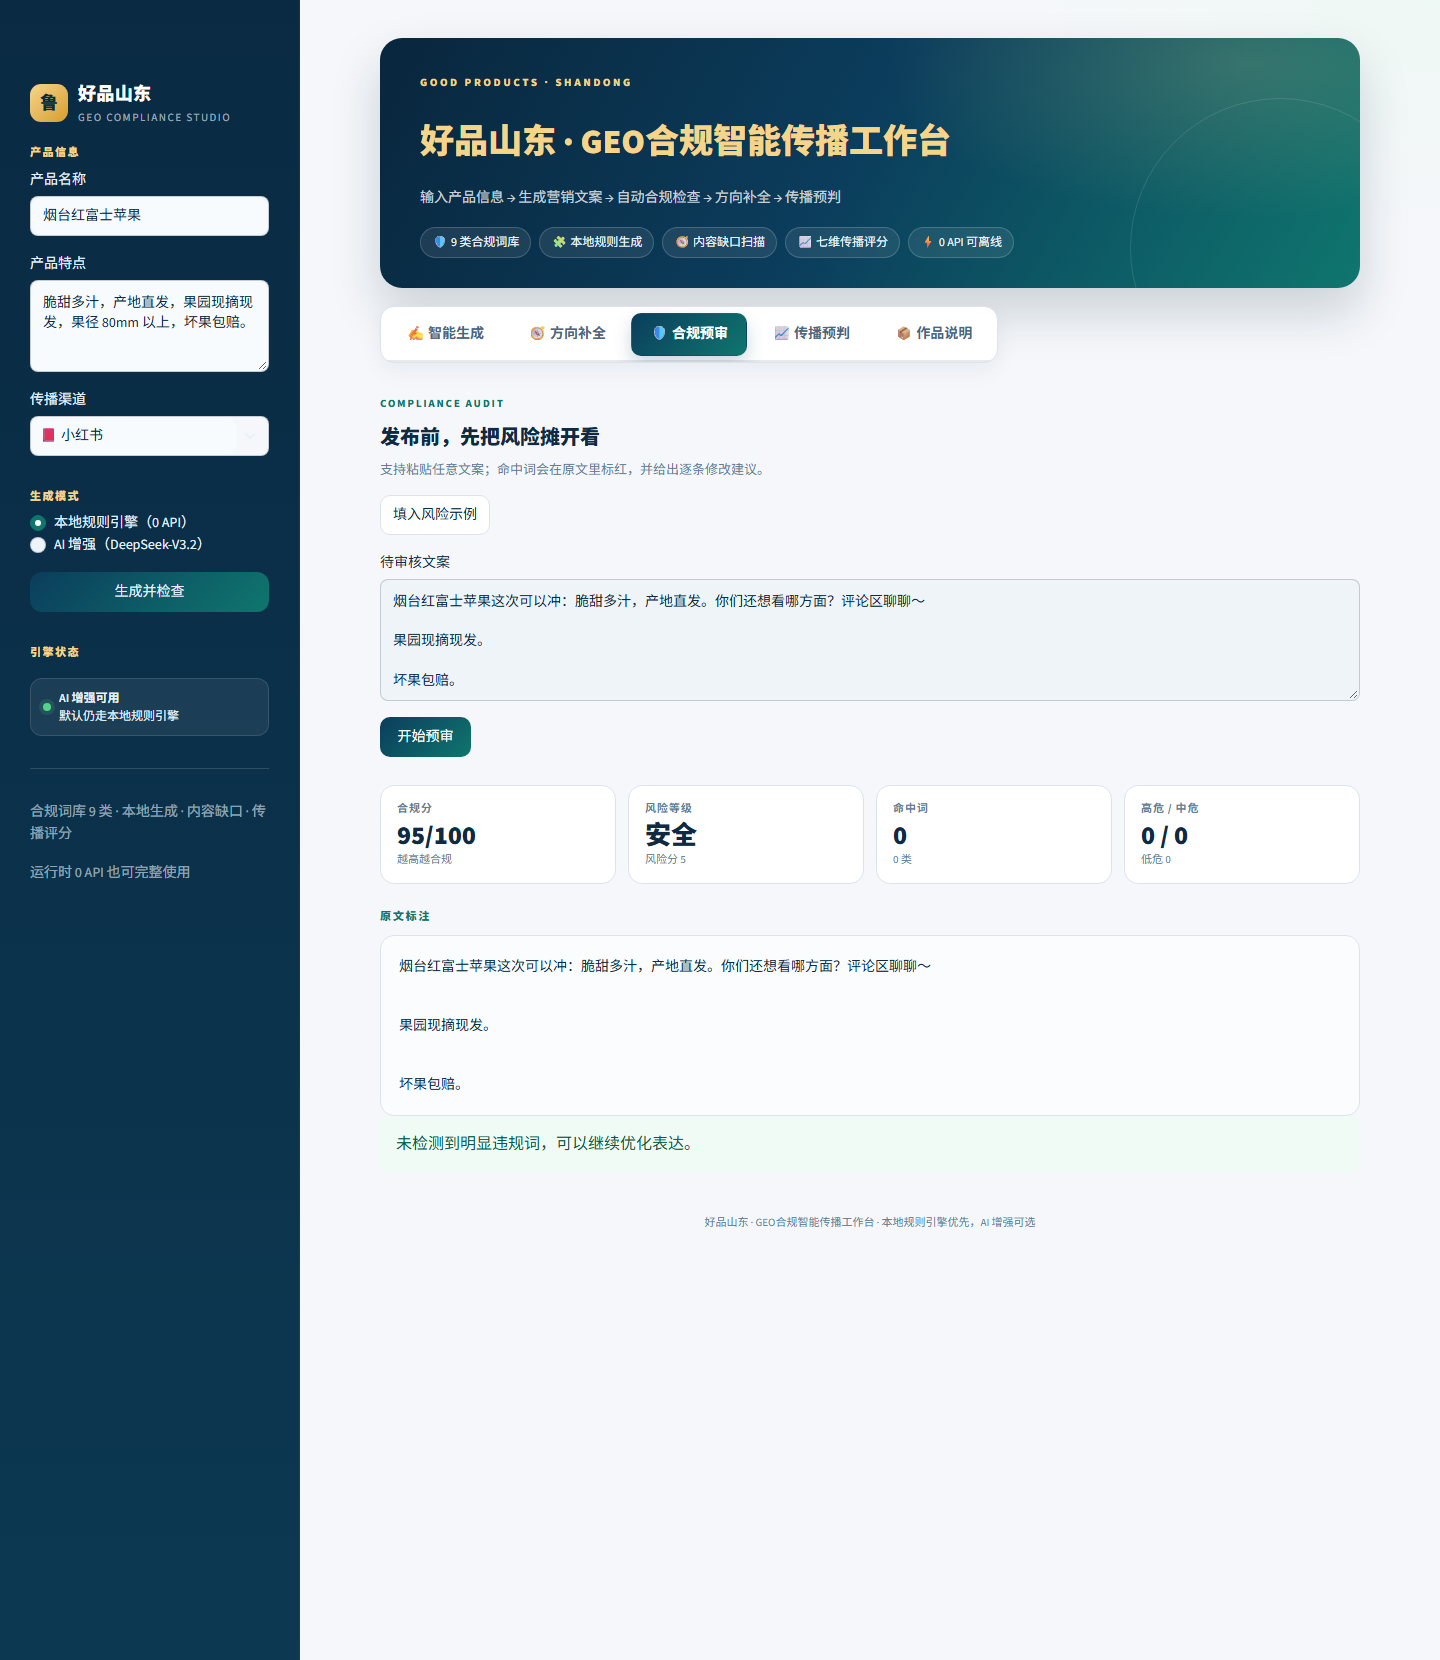 鲁
好品山东
GEO COMPLIANCE STUDIO
产品信息
产品名称
烟台红富士苹果
产品特点
脆甜多汁，产地直发，果园现摘现
发，果径 80mm 以上，坏果包赔。
传播渠道
小红书
生成模式
本地规则引擎（0 API）
AI 增强（DeepSeek-V3.2）
生成并检查
引擎状态
AI 增强可用
默认仍走本地规则引擎
合规词库 9 类 · 本地生成 · 内容缺口 · 传
播评分
运行时 0 API 也可完整使用
GOOD PRODUCTS · SHANDONG
好品山东 · GEO合规智能传播工作台
输入产品信息 → 生成营销文案 → 自动合规检查 → 方向补全 → 传播预判
9 类合规词库
本地规则生成
内容缺口扫描
七维传播评分
0 API 可离线
智能生成
方向补全
合规预审
传播预判
作品说明
COMPLIANCE AUDIT
发布前，先把风险摊开看
支持粘贴任意文案；命中词会在原文里标红，并给出逐条修改建议。
填入风险示例
待审核文案
烟台红富士苹果这次可以冲：脆甜多汁，产地直发。你们还想看哪方面？评论区聊聊～
果园现摘现发。
坏果包赔。
开始预审
合规分
95/100
越高越合规
风险等级
安全
风险分 5
命中词
0
0 类
高危 / 中危
0 / 0
低危 0
原文标注
烟台红富士苹果这次可以冲：脆甜多汁，产地直发。你们还想看哪方面？评论区聊聊～
果园现摘现发。
坏果包赔。
未检测到明显违规词，可以继续优化表达。
好品山东 · GEO合规智能传播工作台 · 本地规则引擎优先，AI 增强可选